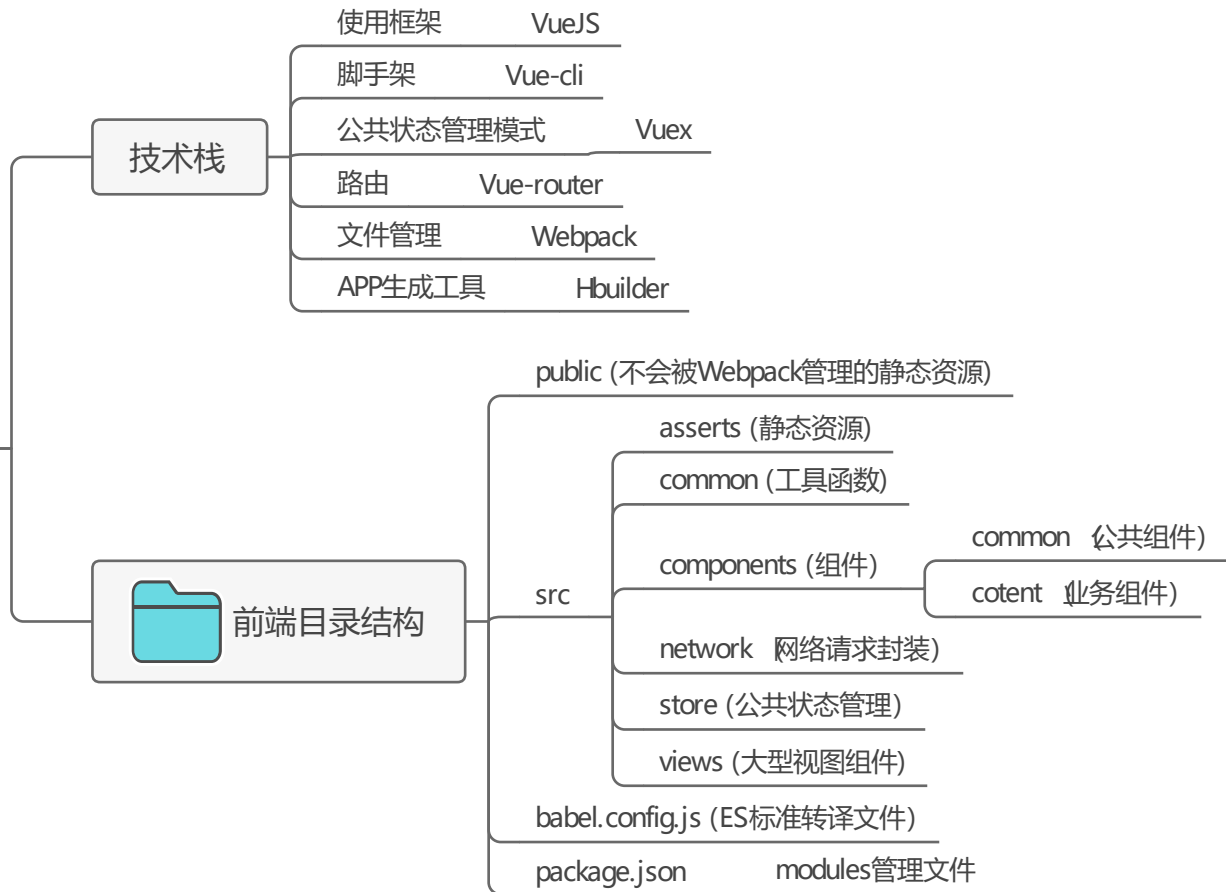 使用框架 VueJS
脚手架 Vue-cli
公共状态管理模式 Vuex
技术栈
路由 Vue-router
文件管理 Webpack
APP生成工具 Hbuilder
public (不会被Webpack管理的静态资源)
asserts (静态资源)
common (工具函数)
components (组件)
common (公共组件)
cotent (业务组件)
src
前端目录结构
network (网络请求封装)
store (公共状态管理)
views (大型视图组件)
babel.config.js (ES标准转译文件)
package.json modules管理文件